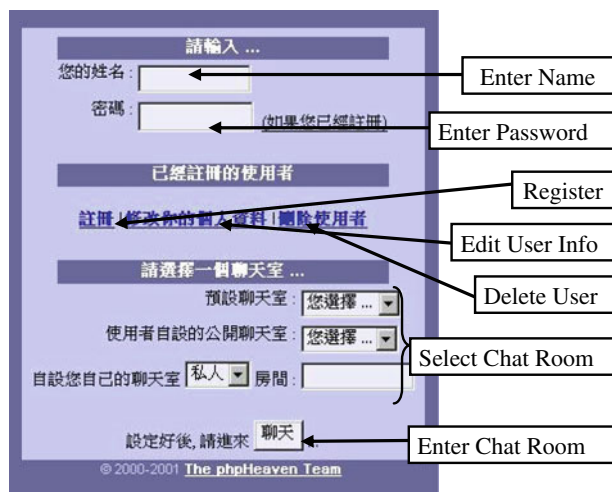 請輸入 ...
您的姓名 :
Enter Name
密碼 :
(如果您已經註冊)
Enter Password
已經註冊的使用者
Register
註冊 | 修改你的個人資料 | 刪除使用者
Edit User Info
請選擇一個聊天室 ...
Delete User
預設聊天室 : 您選擇 ...
使用者自設的公開聊天室 : 您選擇 ...
Select Chat Room
自設您自己的聊天室 私人 房間 :
設定好後, 請進來 聊天 .
Enter Chat Room
© 2000-2001 The phpHeaven Team